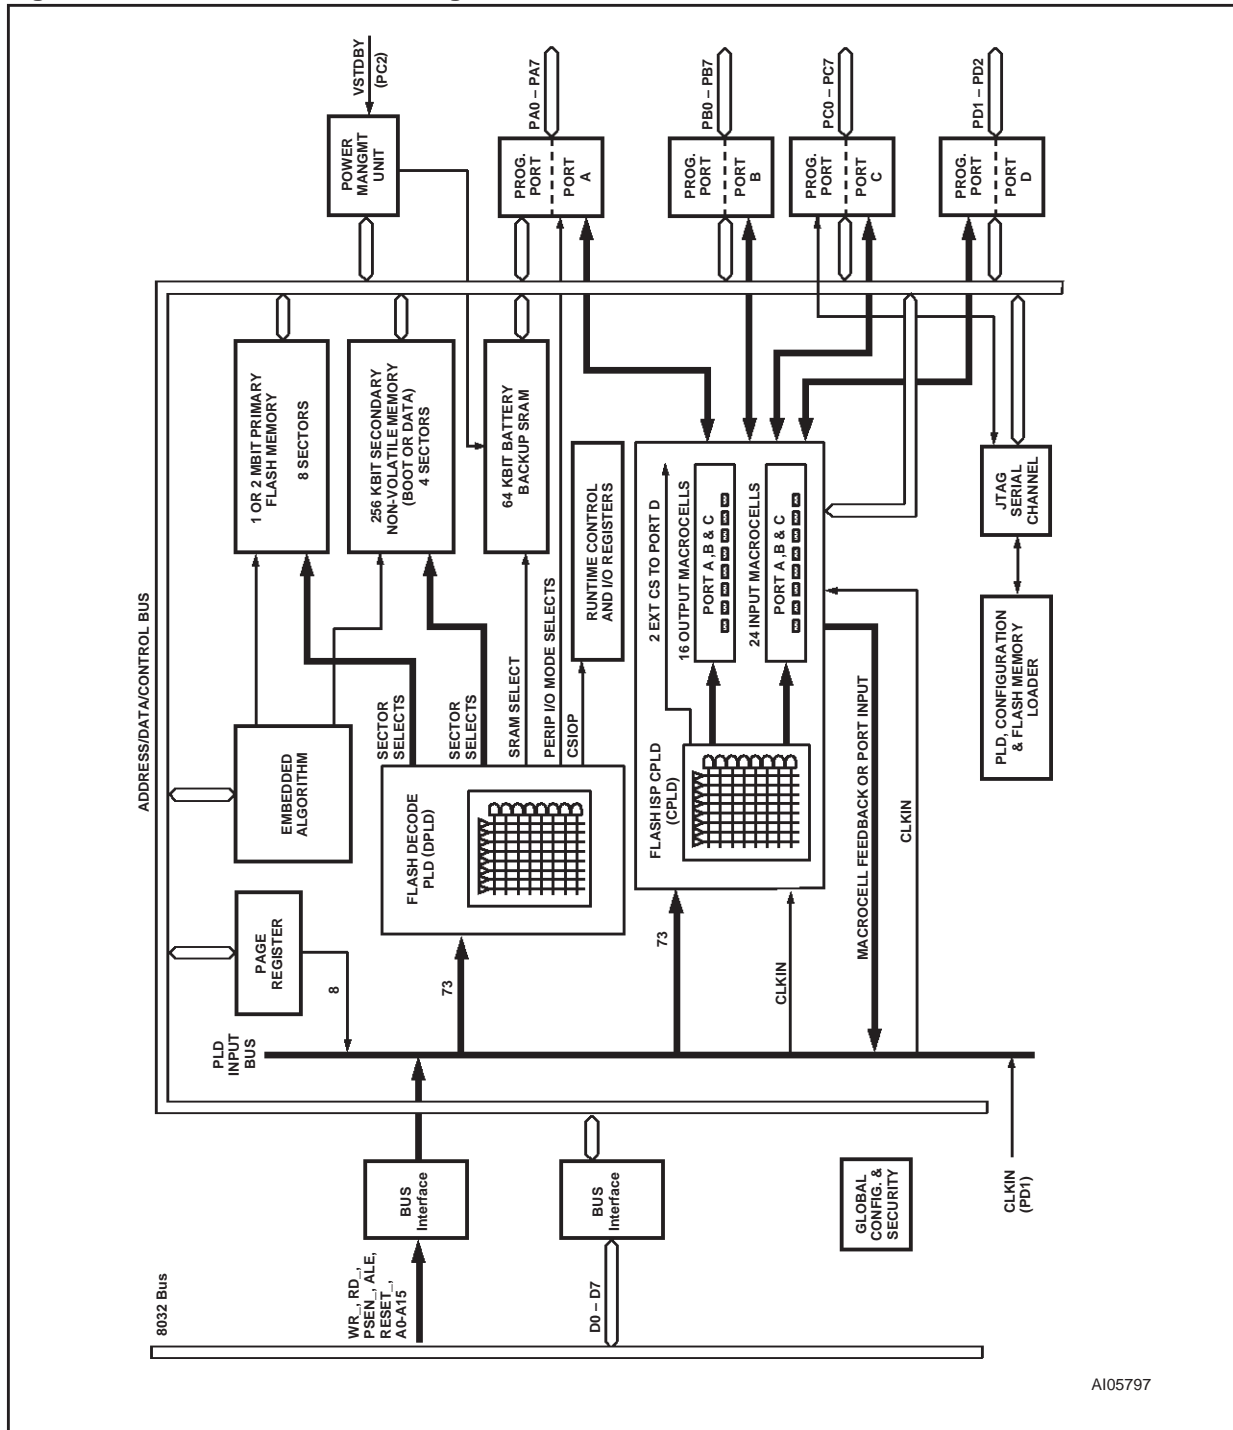 8032 Bus
WR_, RD_,
PSEN_, ALE,
RESET_,
A0-A15
BUS
Interface
D0 – D7
BUS
Interface
GLOBAL
CONFIG. &
SECURITY
CLKIN
(PD1)
ADDRESS/DATA/CONTROL BUS
PLD
INPUT
BUS
PAGE
REGISTER
8
73
73
CLKIN
CLKIN
MACROCELL FEEDBACK OR PORT INPUT
EMBEDDED
ALGORITHM
FLASH DECODE
PLD (DPLD)
SECTOR
SELECTS
SECTOR
SELECTS
SRAM SELECT
PERIP I/O MODE SELECTS
CSIOP
FLASH ISP CPLD
(CPLD)
2 EXT CS TO PORT D
16 OUTPUT MACROCELLS
PORT A ,B & C
24 INPUT MACROCELLS
PORT A ,B & C
1 OR 2 MBIT PRIMARY
FLASH MEMORY
8 SECTORS
256 KBIT SECONDARY
NON-VOLATILE MEMORY
(BOOT OR DATA)
4 SECTORS
64 KBIT BATTERY
BACKUP SRAM
RUNTIME CONTROL
AND I/O REGISTERS
JTAG
SERIAL
CHANNEL
PLD, CONFIGURATION
& FLASH MEMORY
LOADER
VSTDBY
(PC2)
POWER
MANGMT
UNIT
PA0 – PA7
PROG.
PORT
PORT
A
PB0 – PB7
PROG.
PORT
PORT
B
PC0 – PC7
PROG.
PORT
PORT
C
PD1 – PD2
PROG.
PORT
PORT
D
AI05797